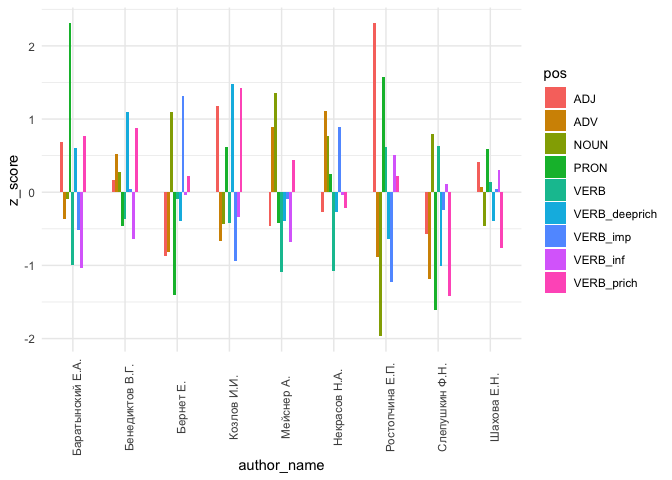 2
1
0
-1
-2
z_score
Баратынский Е.А.
Бенедиктов В.Г.
Бернет Е.
Козлов И.И.
Мейснер А.
Некрасов Н.А.
Ростопчина Е.П.
Слепушкин Ф.Н.
Шахова Е.Н.
author_name
pos
ADJ
ADV
NOUN
PRON
VERB
VERB_deeprich
VERB_imp
VERB_inf
VERB_prich